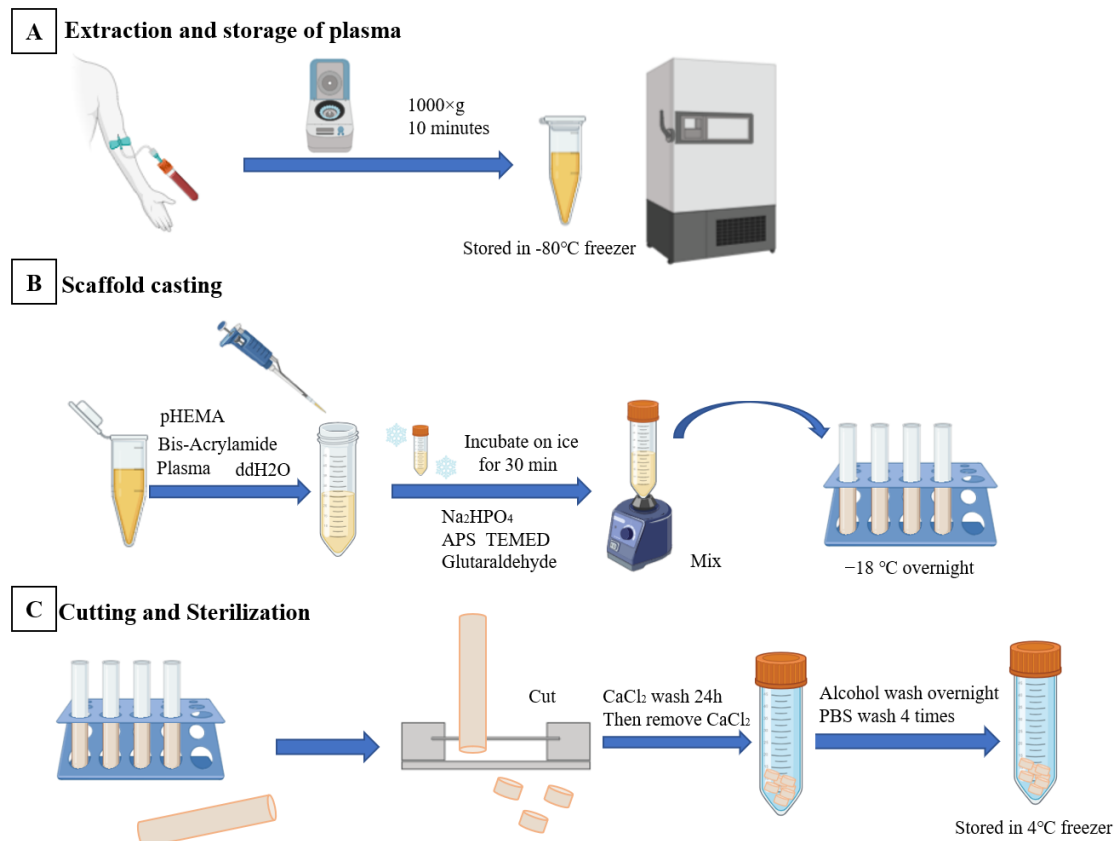 A Extraction and storage of plasma
1000×g
10 minutes
Stored in -80℃ freezer
B Scaffold casting
pHEMA
Bis-Acrylamide
Plasma ddH2O
Incubate on ice
for 30 min
Na₂HPO₄
APS TEMED
Glutaraldehyde
Mix
−18 ℃ overnight
C Cutting and Sterilization
Cut
CaCl₂ wash 24h
Then remove CaCl₂
Alcohol wash overnight
PBS wash 4 times
Stored in 4℃ freezer